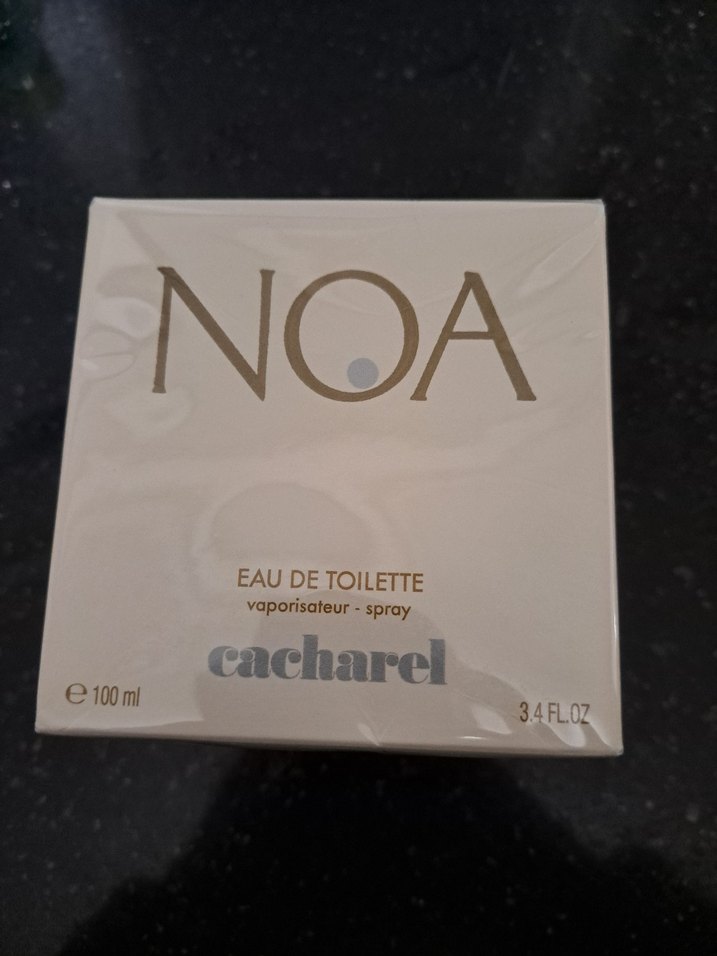 NOA
EAU DE TOILETTE
vaporisateur - spray
cacharel
℮ 100 ml
3.4 FL.OZ